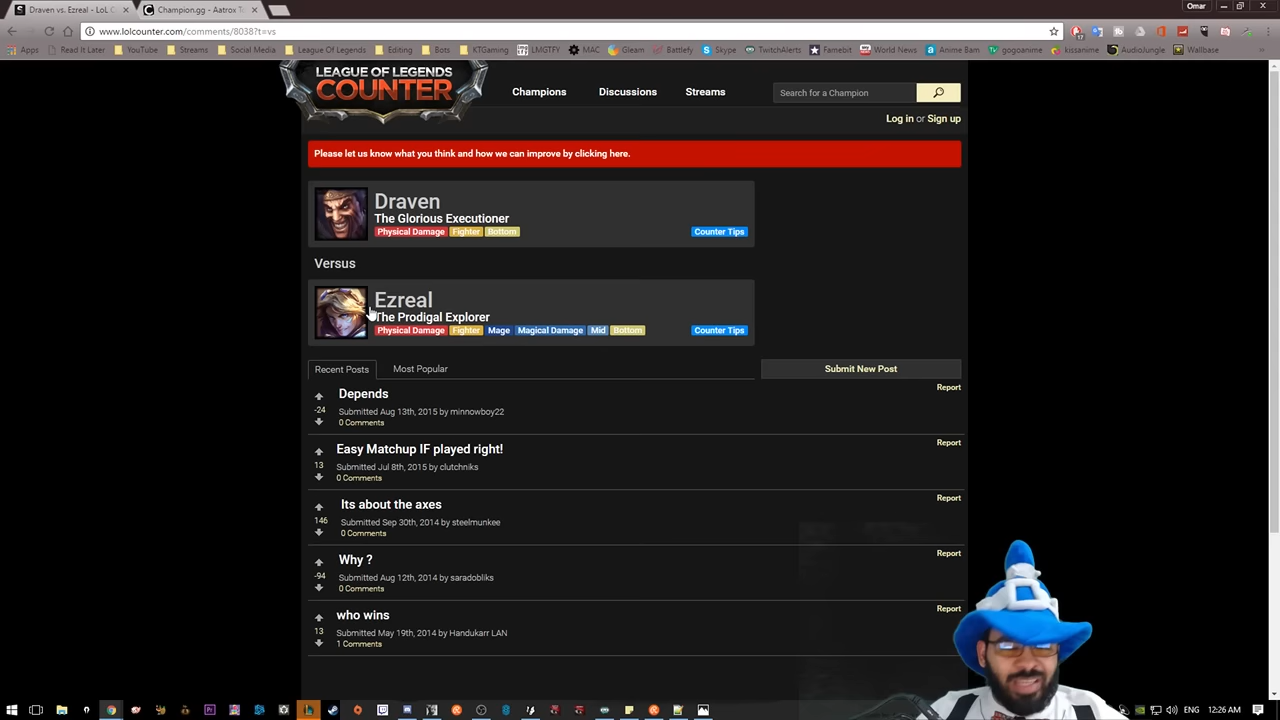 Draven vs. Ezreal - LoL C
Champion.gg - Aatrox T
Omar
www.lolcounter.com/comments/8038?t=vs
Apps Read It Later YouTube Streams Social Media League Of Legends Editing Bots KTGaming LMGTFY MAC Gleam Battlefy Skype TwitchAlerts Famebit World News Anime Bam gogoanime kissanime AudioJungle Wallbase
LEAGUE OF LEGENDS
COUNTER
Champions Discussions Streams
Search for a Champion
Log in or Sign up
Please let us know what you think and how we can improve by clicking here.
Draven
The Glorious Executioner
Physical Damage Fighter Bottom Counter Tips
Versus
Ezreal
The Prodigal Explorer
Physical Damage Fighter Mage Magical Damage Mid Bottom Counter Tips
Recent Posts Most Popular Submit New Post
Depends Report
-24
Submitted Aug 13th, 2015 by minnowboy22
0 Comments
Easy Matchup IF played right! Report
13
Submitted Jul 8th, 2015 by clutchniks
0 Comments
Its about the axes Report
146
Submitted Sep 30th, 2014 by steelmunkee
0 Comments
Why ? Report
-94
Submitted Aug 12th, 2014 by saradobliks
0 Comments
who wins Report
13
Submitted May 19th, 2014 by Handukarr LAN
1 Comments
ENG 12:26 AM